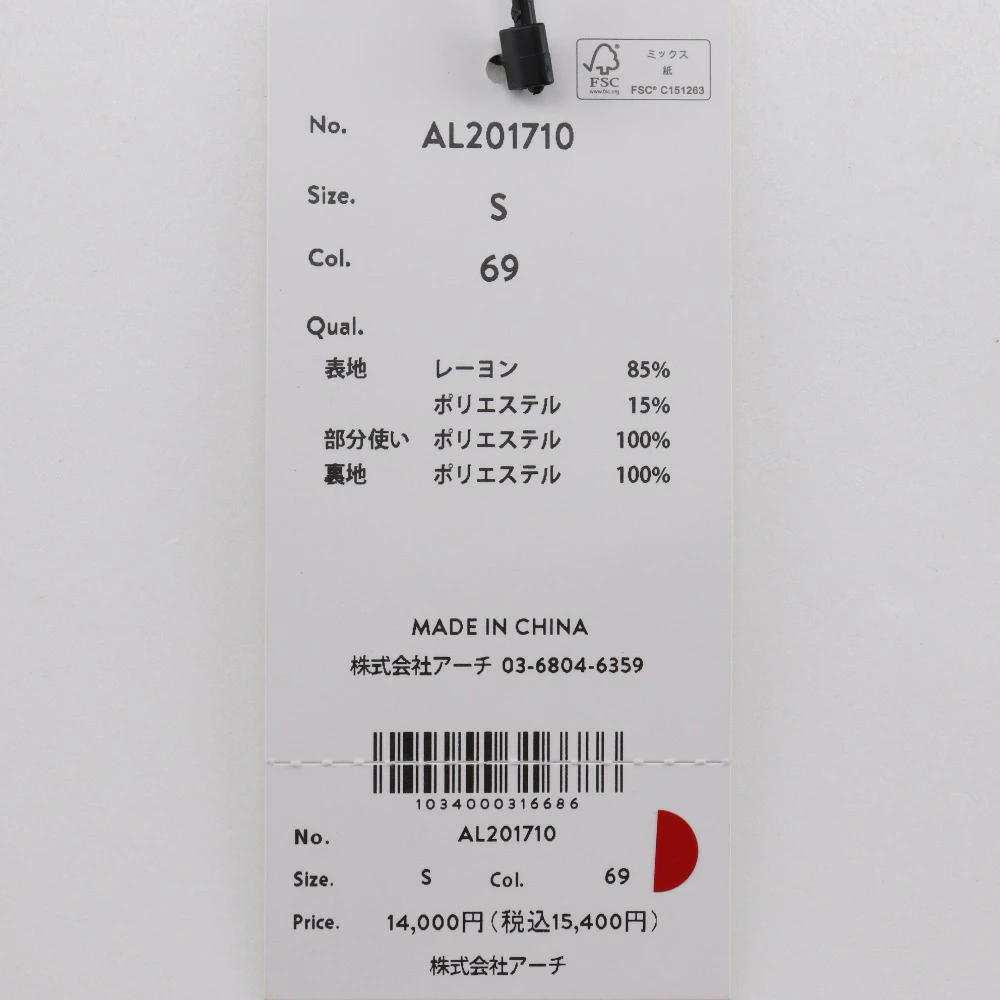 ミックス
紙
FSC
www.fsc.org
FSC® C151263
No. AL201710
Size. S
Col. 69
Qual.
表地 レーヨン 85%
ポリエステル 15%
部分使い ポリエステル 100%
裏地 ポリエステル 100%
MADE IN CHINA
株式会社アーチ 03-6804-6359
1034000316686
No. AL201710
Size. S Col. 69
Price. 14,000円(税込15,400円)
株式会社アーチ